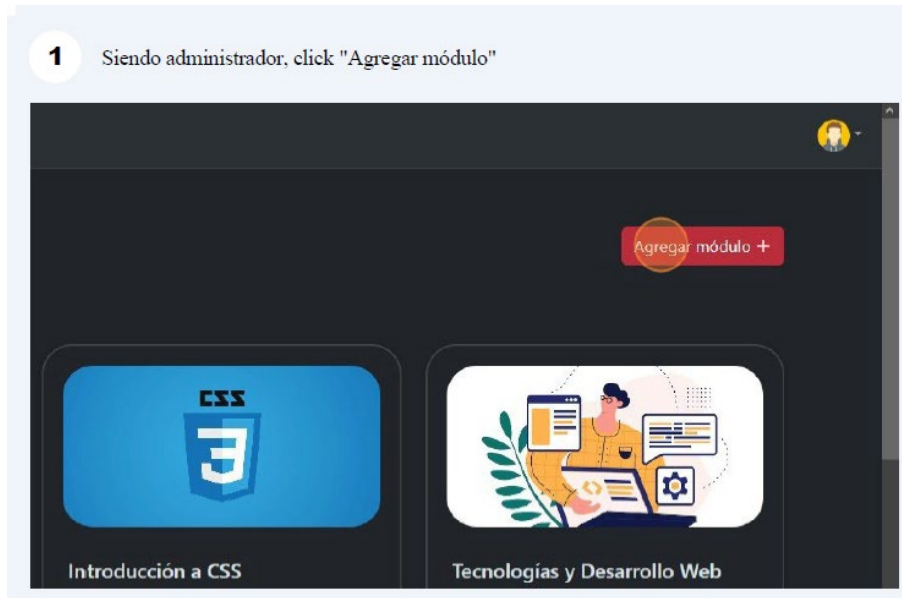 1 Siendo administrador, click "Agregar módulo"
Agregar módulo +
CSS
3
Introducción a CSS
Tecnologías y Desarrollo Web